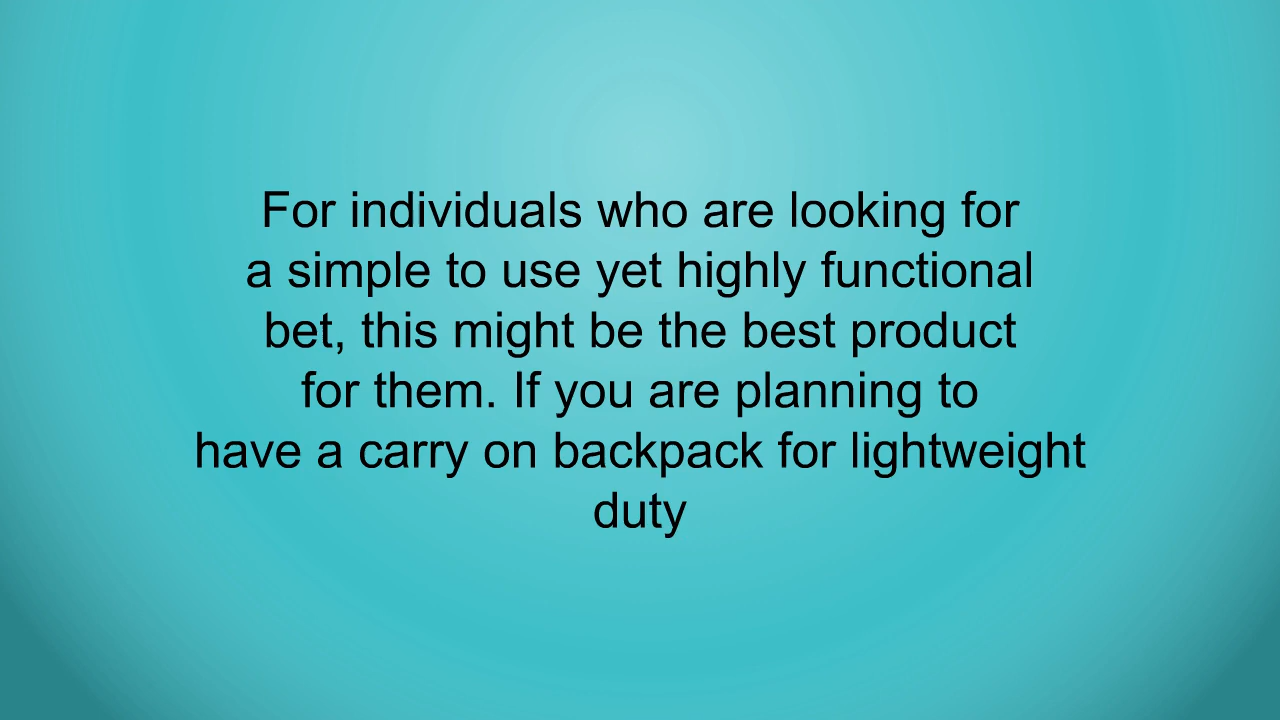 For individuals who are looking for
a simple to use yet highly functional
bet, this might be the best product
for them. If you are planning to
have a carry on backpack for lightweight
duty